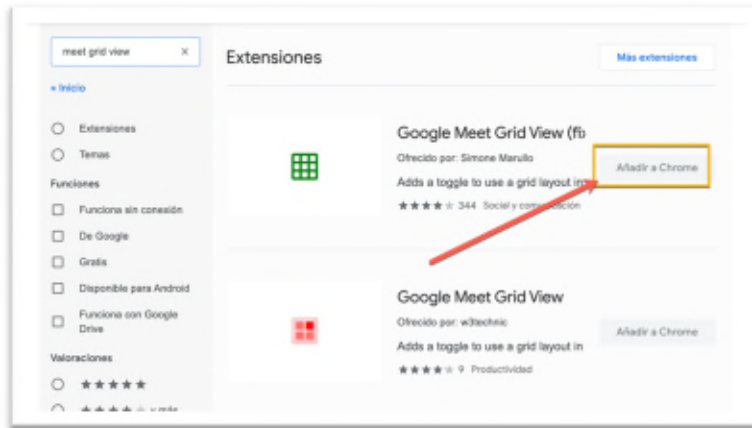 meet grid view ×
« Inicio
Extensiones
Temas
Funciones
Funciona sin conexión
De Google
Gratis
Disponible para Android
Funciona con Google
Drive
Valoraciones
y más
Extensiones
Más extensiones
Google Meet Grid View (fix
Ofrecido por: Simone Marullo
Adds a toggle to use a grid layout in
344 Social y comunicación
Añadir a Chrome
Google Meet Grid View
Ofrecido por: w3technic
Adds a toggle to use a grid layout in
9 Productividad
Añadir a Chrome